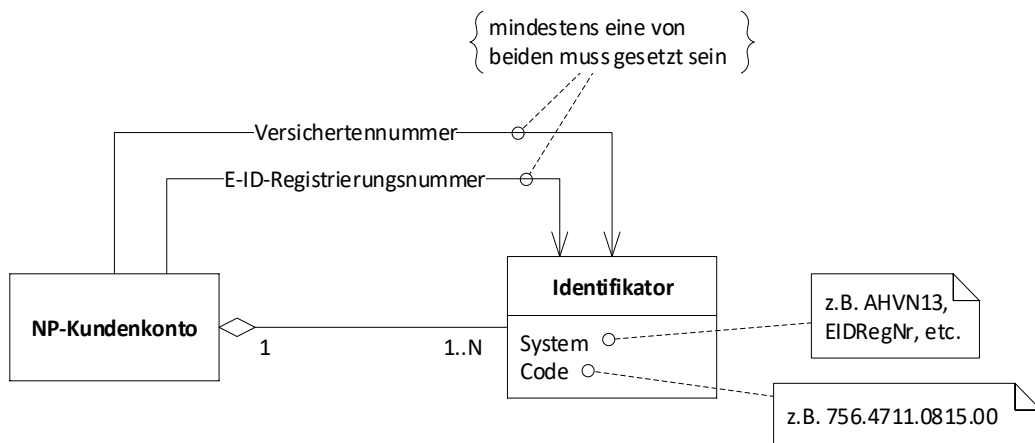 mindestens eine von
beiden muss gesetzt sein
Versichertennummer
E-ID-Registrierungsnummer
NP-Kundenkonto
1
1..N
Identifikator
System
Code
z.B. AHVN13,
EIDRegNr, etc.
z.B. 756.4711.0815.00